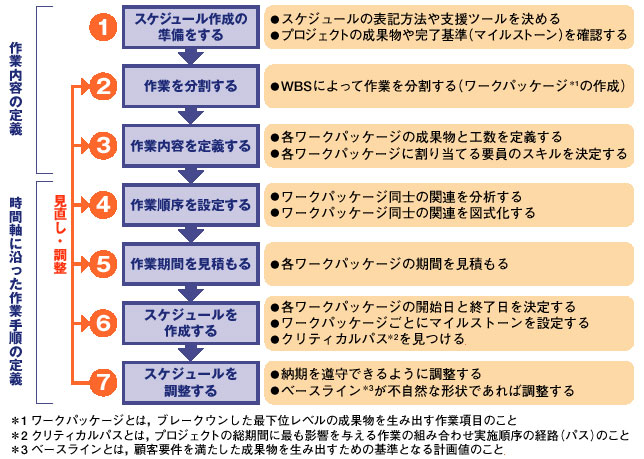 作業内容の定義
時間軸に沿った作業手順の定義
見直し・調整
1 スケジュール作成の
準備をする
●スケジュールの表記方法や支援ツールを決める
●プロジェクトの成果物や完了基準(マイルストーン)を確認する
2 作業を分割する
●WBSによって作業を分割する(ワークパッケージ*1の作成)
3 作業内容を定義する
●各ワークパッケージの成果物と工数を定義する
●各ワークパッケージに割り当てる要員のスキルを決定する
4 作業順序を設定する
●ワークパッケージ同士の関連を分析する
●ワークパッケージ同士の関連を図式化する
5 作業期間を見積もる
●各ワークパッケージの期間を見積もる
6 スケジュールを
作成する
●各ワークパッケージの開始日と終了日を決定する
●ワークパッケージごとにマイルストーンを設定する
●クリティカルパス*2を見つける
7 スケジュールを
調整する
●納期を遵守できるように調整する
●ベースライン*3が不自然な形状であれば調整する
*1 ワークパッケージとは,ブレークウンした最下位レベルの成果物を生み出す作業項目のこと
*2 クリティカルパスとは,プロジェクトの総期間に最も影響を与える作業の組み合わせ実施順序の経路(パス)のこと
*3 ベースラインとは,顧客要件を満たした成果物を生み出すための基準となる計画値のこと